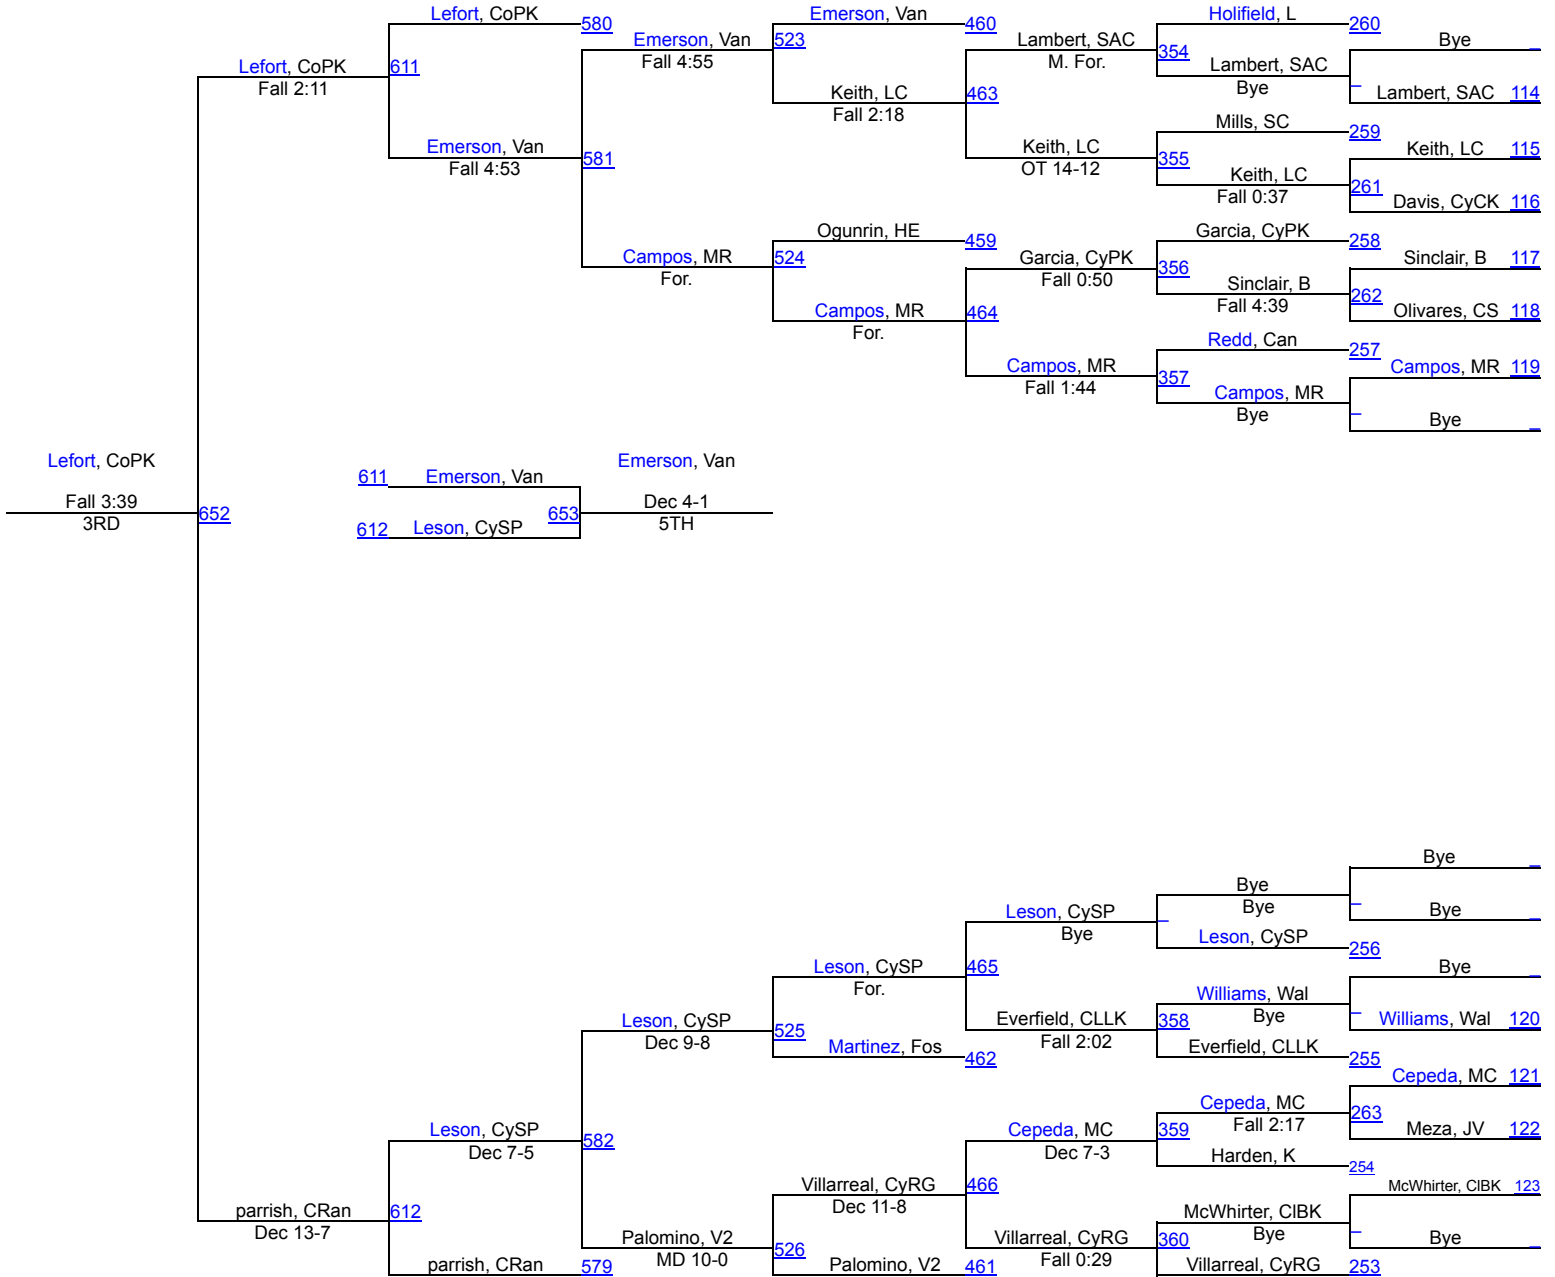 Lefort, CoPK
580
Emerson, Van
460
Holifield, L
260
Emerson, Van
523
Lambert, SAC
354
Bye
Fall 4:55
M. For.
Lefort, CoPK
611
Lambert, SAC
Fall 2:11
Bye
Keith, LC
463
Lambert, SAC 114
Fall 2:18
Mills, SC
259
Emerson, Van
581
Keith, LC
355
Keith, LC 115
Fall 4:53
OT 14-12
Keith, LC
261
Fall 0:37
Davis, CyCK 116
Ogunrin, HE
459
Garcia, CyPK
258
Campos, MR
524
Garcia, CyPK
356
Sinclair, B 117
For.
Fall 0:50
Sinclair, B
262
Fall 4:39
Campos, MR
464
Olivares, CS 118
For.
Redd, Can
257
Campos, MR
357
Campos, MR 119
Fall 1:44
Campos, MR
Bye
Bye
Lefort, CoPK
Emerson, Van
611
Emerson, Van
Fall 3:39
652
653
Dec 4-1
3RD
5TH
612
Leson, CySP
Bye
Bye
Bye
Leson, CySP
Bye
Bye
Leson, CySP
256
Leson, CySP
465
Bye
For.
Williams, Wal
Bye
Leson, CySP
525
Everfield, CLLK
358
Williams, Wal 120
Dec 9-8
Fall 2:02
Martinez, Fos
462
Everfield, CLLK
255
Cepeda, MC 121
Cepeda, MC
263
Fall 2:17
Leson, CySP
582
Cepeda, MC
359
Meza, JV 122
Dec 7-5
Dec 7-3
Harden, K
254
Villarreal, CyRG
466
McWhirter, ClBK 123
Dec 11-8
parrish, CRan
612
McWhirter, ClBK
Dec 13-7
Bye
Palomino, V2
526
Villarreal, CyRG
360
Bye
MD 10-0
Fall 0:29
parrish, CRan
579
Palomino, V2
461
Villarreal, CyRG
253